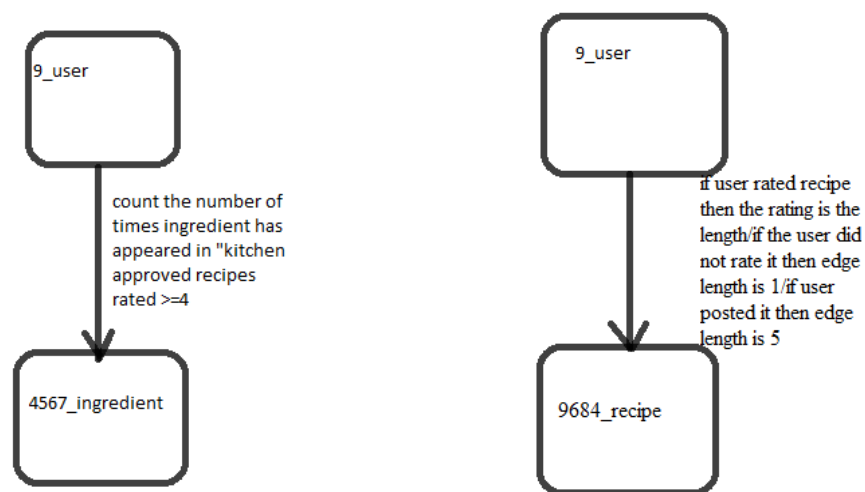 9_user
count the number of
times ingredient has
appeared in "kitchen
approved recipes
rated >=4
4567_ingredient
9_user
if user rated recipe
then the rating is the
length/if the user did
not rate it then edge
length is 1/if user
posted it then edge
length is 5
9684_recipe